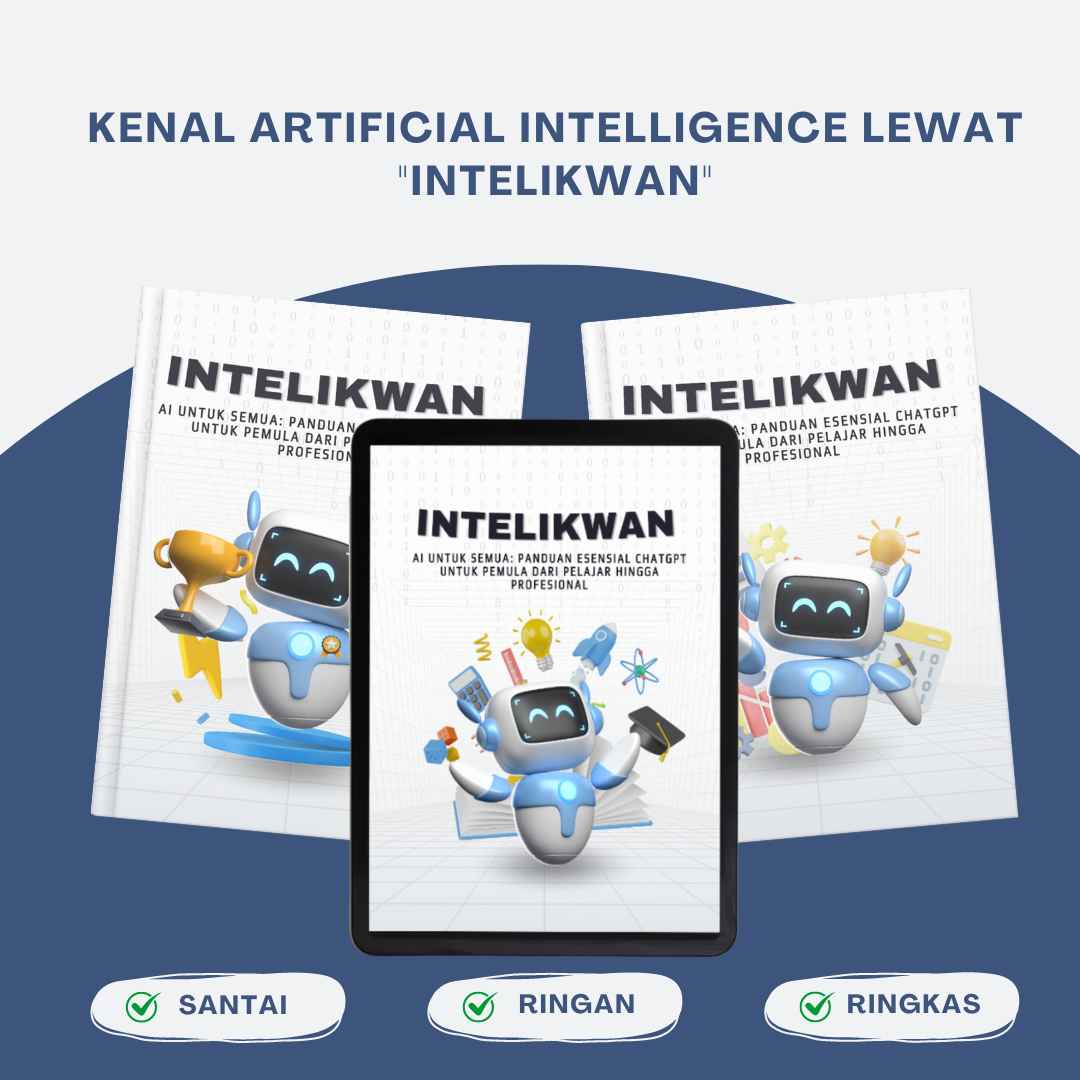 KENAL ARTIFICIAL INTELLIGENCE LEWAT
"INTELIKWAN"
INTELIKWAN
AI UNTUK SEMUA: PANDUAN
UNTUK PEMULA DARI
PROFESION
INTELIKWAN
PANDUAN ESENSIAL CHATGPT
DARI PELAJAR HINGGA
PROFESIONAL
INTELIKWAN
AI UNTUK SEMUA: PANDUAN ESENSIAL CHATGPT
UNTUK PEMULA DARI PELAJAR HINGGA
PROFESIONAL
SANTAI
RINGAN
RINGKAS